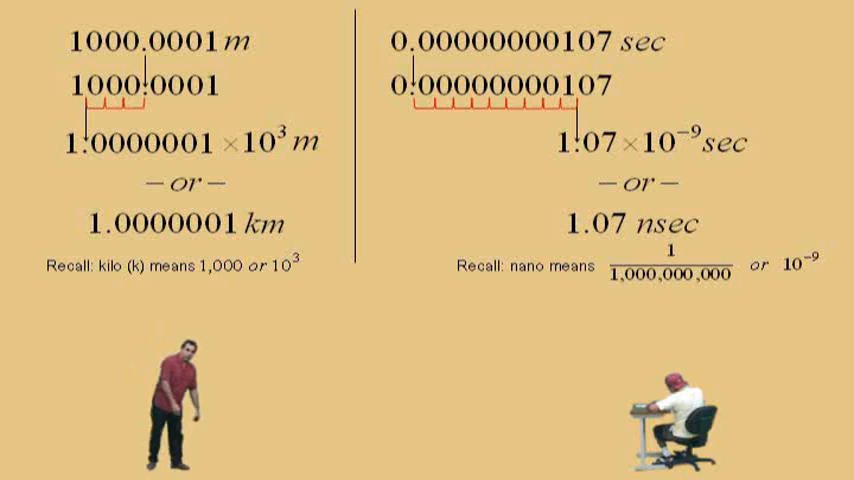 1000.0001 m
1000.0001
1.0000001 ×10³ m
– or –
1.0000001 km
Recall: kilo (k) means 1,000 or 10³
0.00000000107 sec
0.00000000107
1.07 ×10⁻⁹ sec
– or –
1.07 nsec
Recall: nano means 1/1,000,000,000 or 10⁻⁹